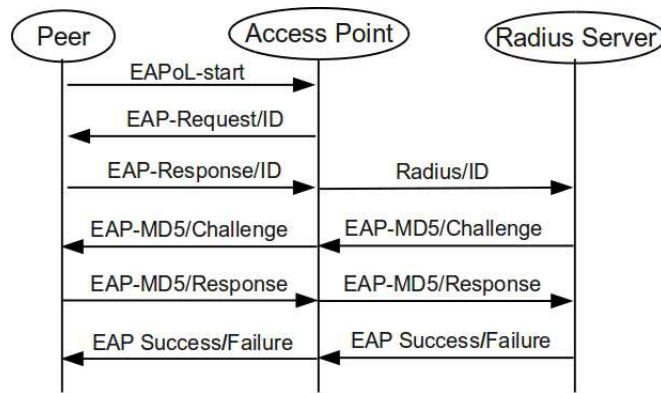 Peer
Access Point
Radius Server
EAPoL-start
EAP-Request/ID
EAP-Response/ID
Radius/ID
EAP-MD5/Challenge
EAP-MD5/Challenge
EAP-MD5/Response
EAP-MD5/Response
EAP Success/Failure
EAP Success/Failure